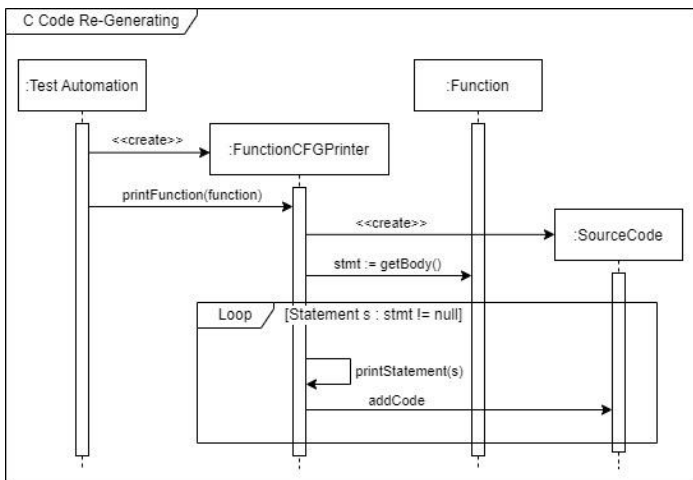 C Code Re-Generating
:Test Automation
:Function
<<create>>
:FunctionCFGPrinter
printFunction(function)
<<create>>
:SourceCode
stmt := getBody()
Loop
[Statement s : stmt != null]
printStatement(s)
addCode